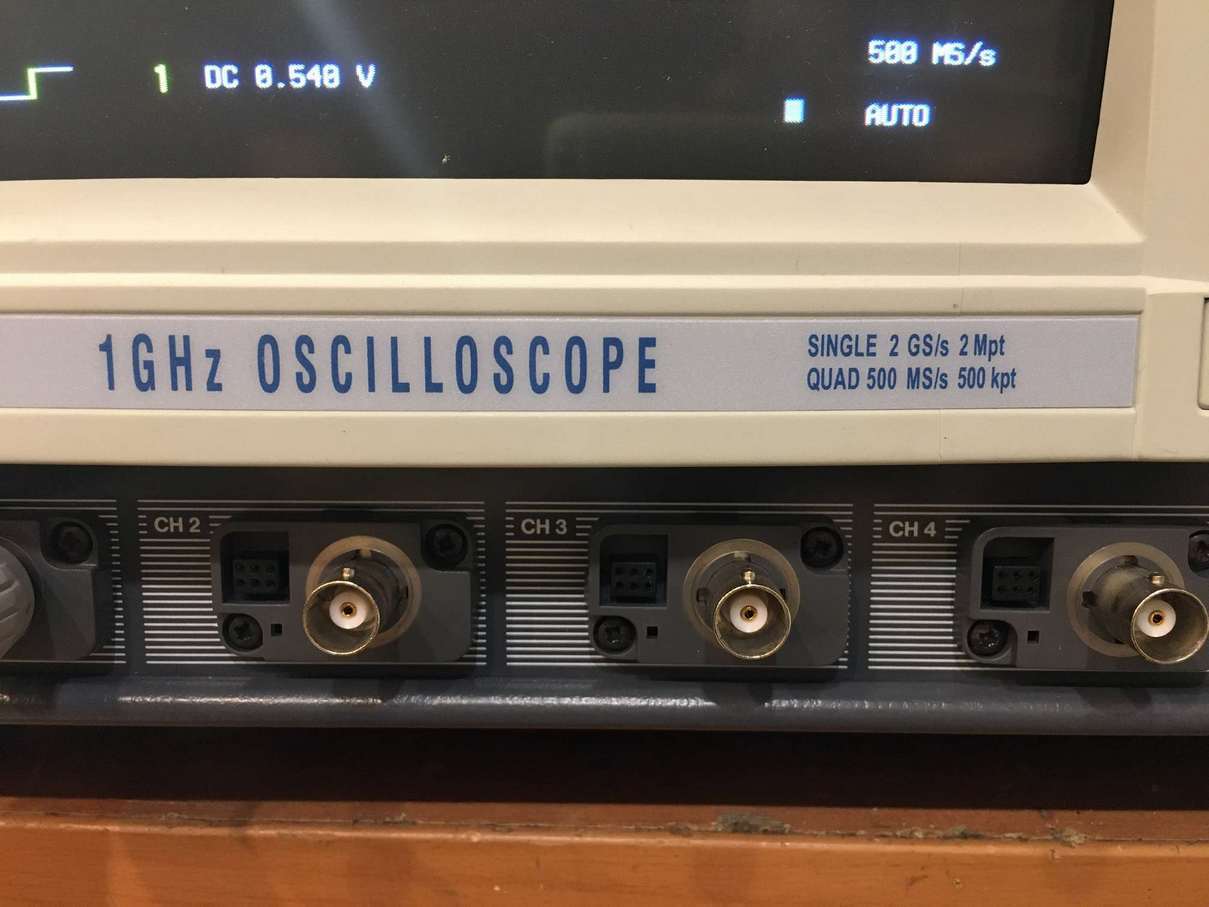 1 DC 0.540 V
500 MS/s
AUTO
1GHz OSCILLOSCOPE
SINGLE 2 GS/s 2 Mpt
QUAD 500 MS/s 500 kpt
CH 2
CH 3
CH 4